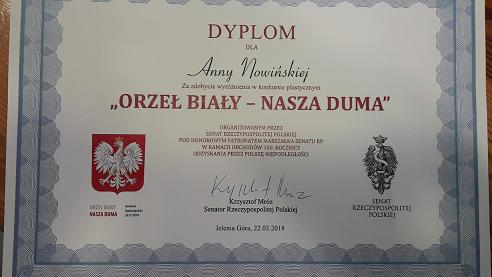 DYPLOM
DLA
Anny Nowińskiej
Za zdobycie wyróżnienia w konkursie plastycznym
„ORZEŁ BIAŁY – NASZA DUMA”
ORGANIZOWANYM PRZEZ
SENAT RZECZYPOSPOLITEJ POLSKIEJ
POD HONOROWYM PATRONATEM MARSZAŁKA SENATU RP
W RAMACH OBCHODÓW 100. ROCZNICY
ODZYSKANIA PRZEZ POLSKĘ NIEPODLEGŁOŚCI
Krzysztof Mróz
Senator Rzeczypospolitej Polskiej
Jelenia Góra, 22.03.2018
ORZEŁ BIAŁY
NASZA DUMA
SENAT
RZECZYPOSPOLITEJ
POLSKIEJ